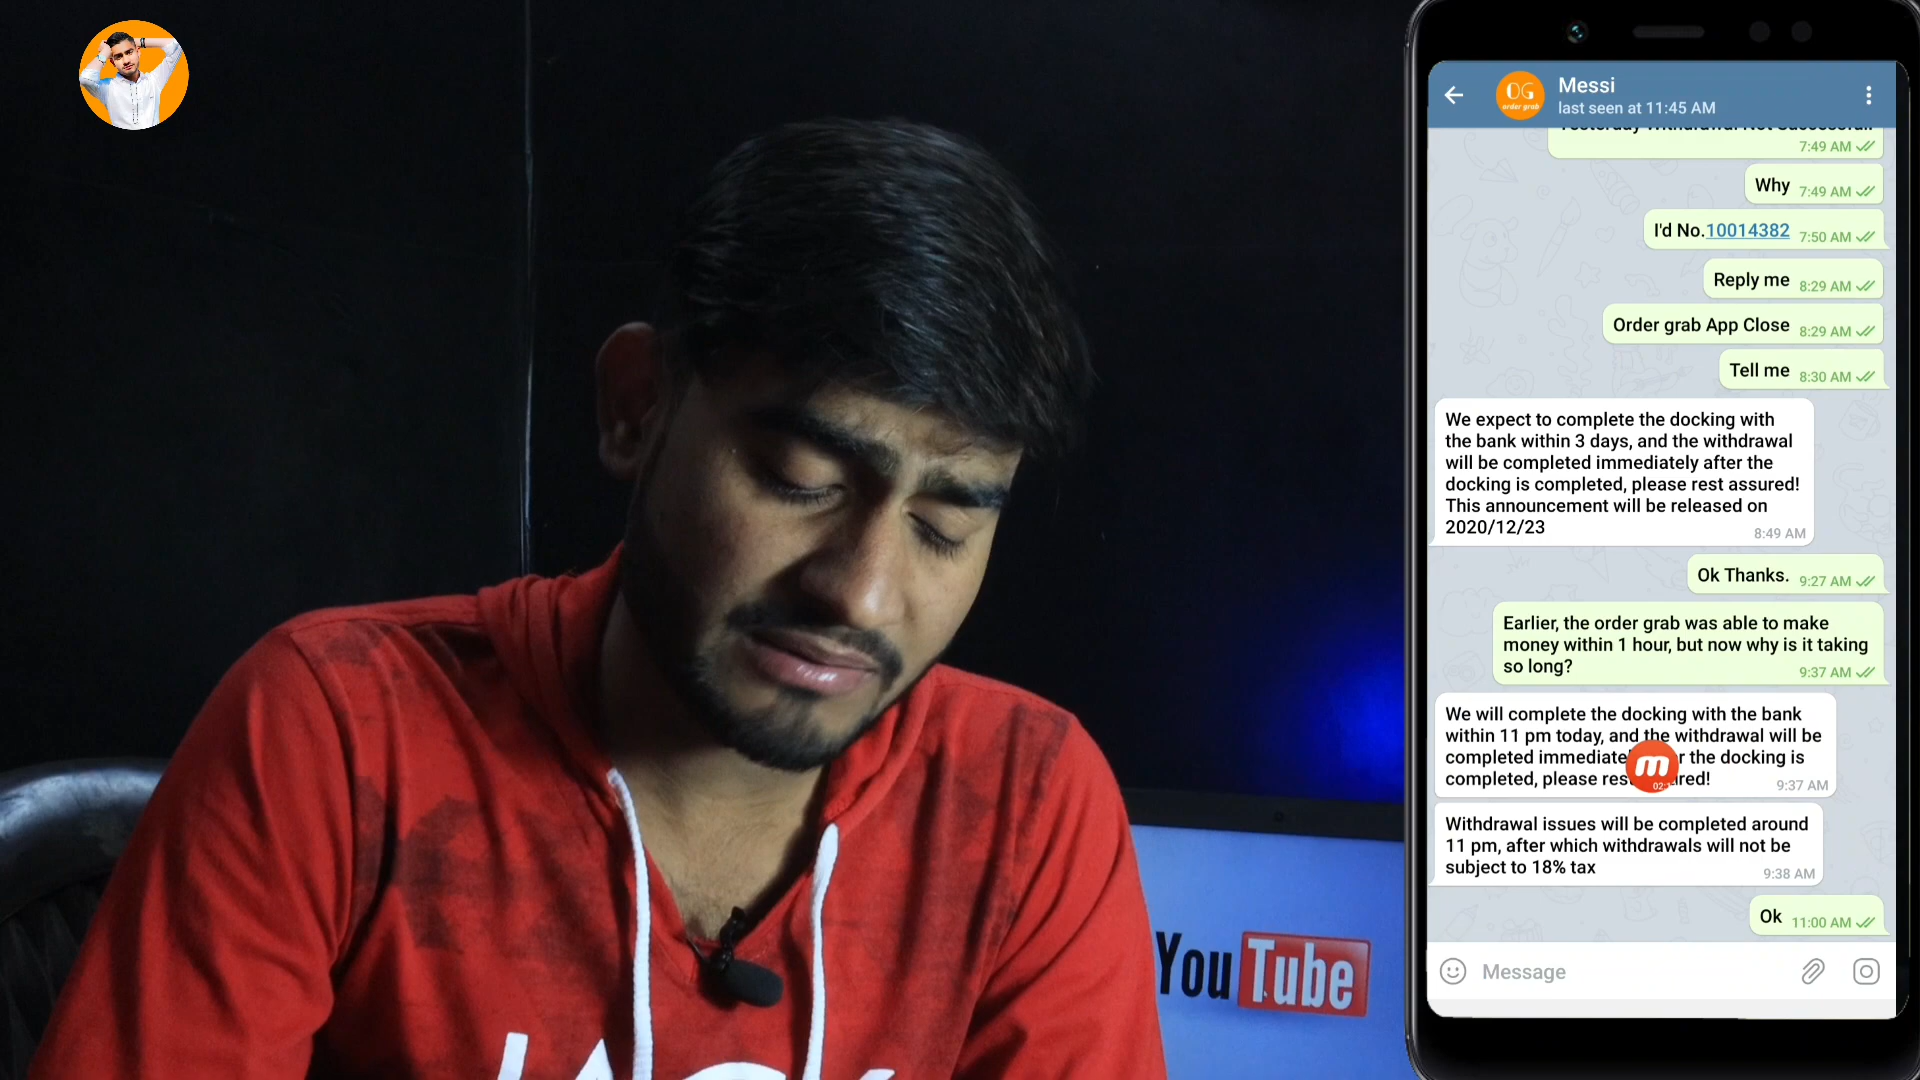 OG
order grab
Messi
last seen at 11:45 AM
7:49 AM
Why 7:49 AM
I'd No.10014382 7:50 AM
Reply me 8:29 AM
Order grab App Close 8:29 AM
Tell me 8:30 AM
We expect to complete the docking with
the bank within 3 days, and the withdrawal
will be completed immediately after the
docking is completed, please rest assured!
This announcement will be released on
2020/12/23 8:49 AM
Ok Thanks. 9:27 AM
Earlier, the order grab was able to make
money within 1 hour, but now why is it taking
so long? 9:37 AM
We will complete the docking with the bank
within 11 pm today, and the withdrawal will be
completed the docking is
completed, please 9:37 AM
m
Withdrawal issues will be completed around
11 pm, after which withdrawals will not be
subject to 18% tax 9:38 AM
Ok 11:00 AM
Message
YouTube